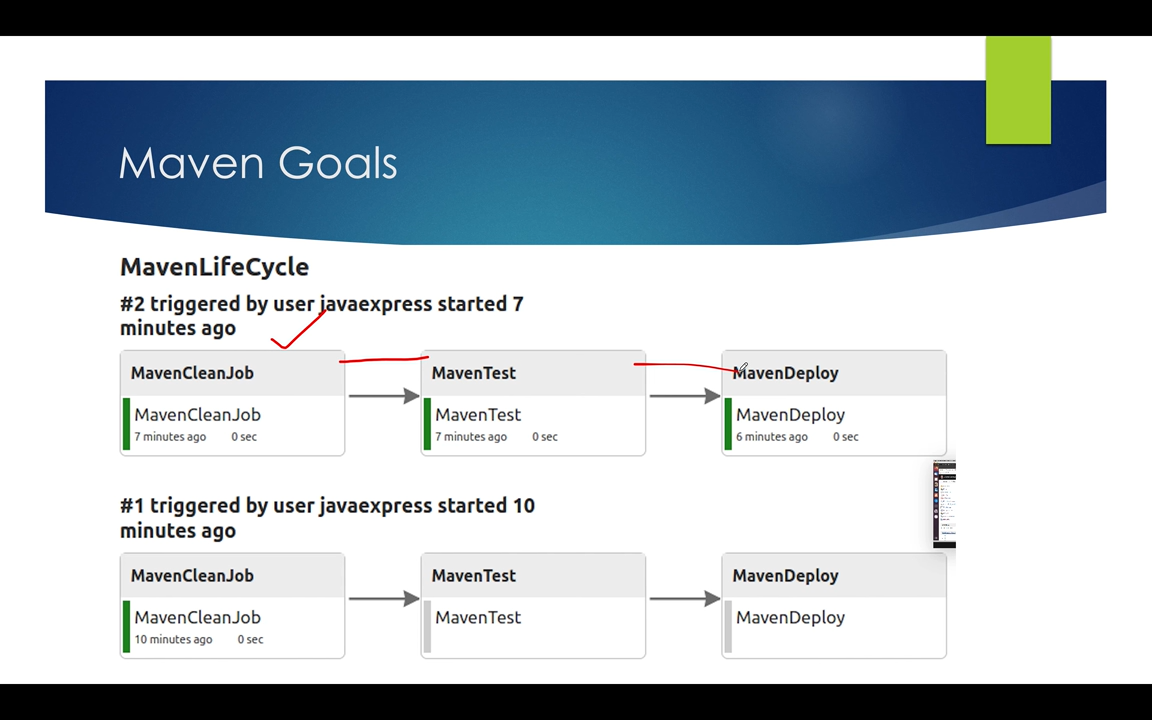 Maven Goals
MavenLifeCycle
#2 triggered by user javaexpress started 7
minutes ago
MavenCleanJob
MavenTest
MavenDeploy
MavenCleanJob
7 minutes ago 0 sec
MavenTest
7 minutes ago 0 sec
MavenDeploy
6 minutes ago 0 sec
#1 triggered by user javaexpress started 10
minutes ago
MavenCleanJob
MavenTest
MavenDeploy
MavenCleanJob
10 minutes ago 0 sec
MavenTest
MavenDeploy